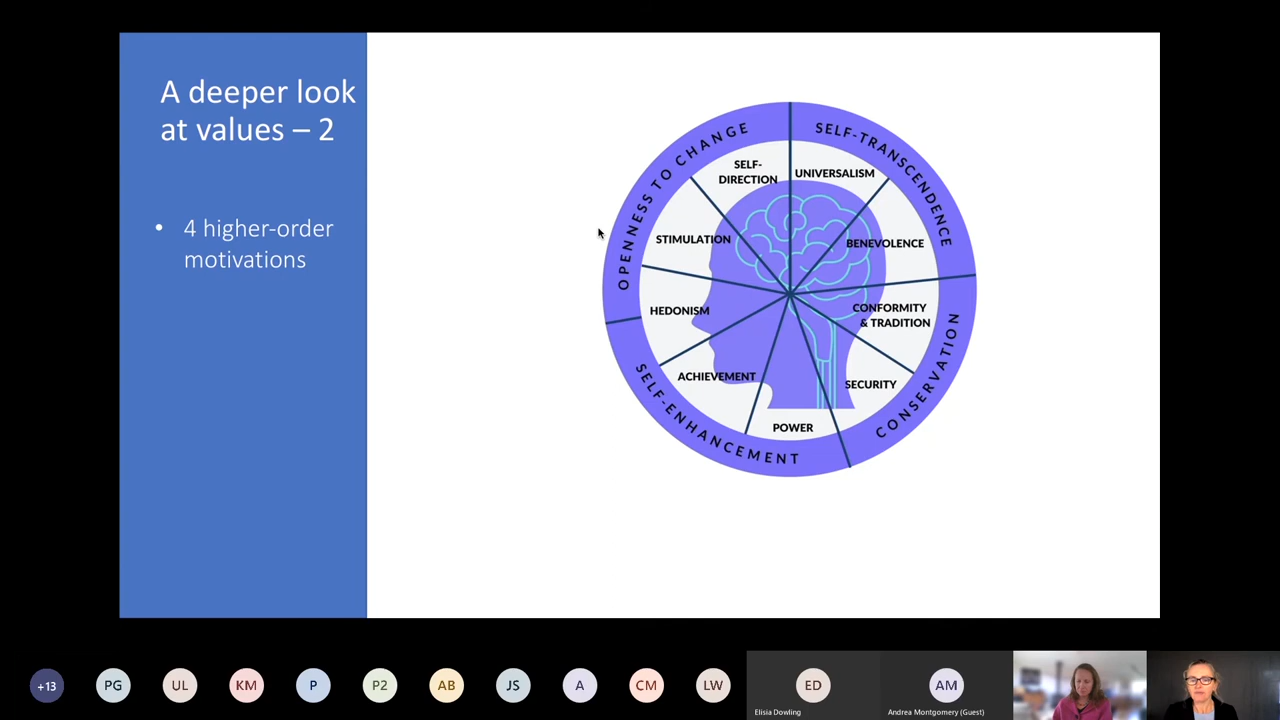 A deeper look
at values – 2
• 4 higher-order
motivations
OPENNESS TO CHANGE
SELF-TRANSCENDENCE
SELF-
DIRECTION
UNIVERSALISM
STIMULATION
BENEVOLENCE
HEDONISM
CONFORMITY
& TRADITION
ACHIEVEMENT
SECURITY
POWER
SELF-ENHANCEMENT
CONSERVATION
+13
PG
UL
KM
P
P2
AB
JS
A
CM
LW
ED
AM
Elisia Dowling
Andrea Montgomery (Guest)